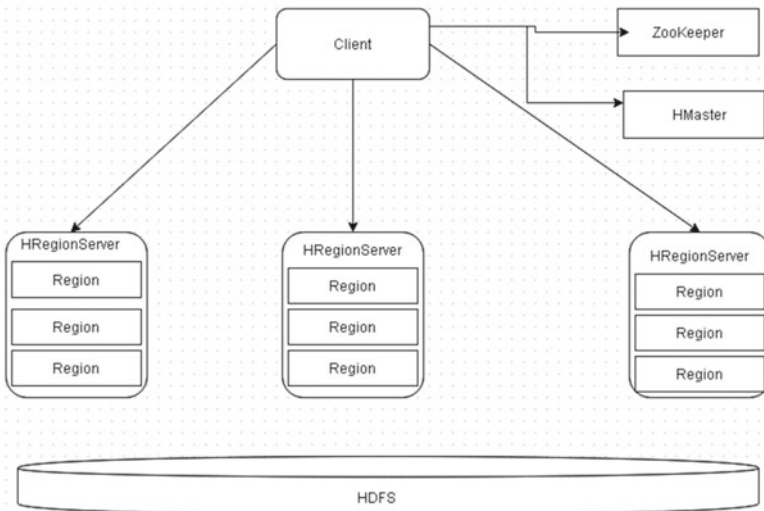 Client
ZooKeeper
HMaster
HRegionServer
Region
Region
Region
HRegionServer
Region
Region
Region
HRegionServer
Region
Region
Region
HDFS